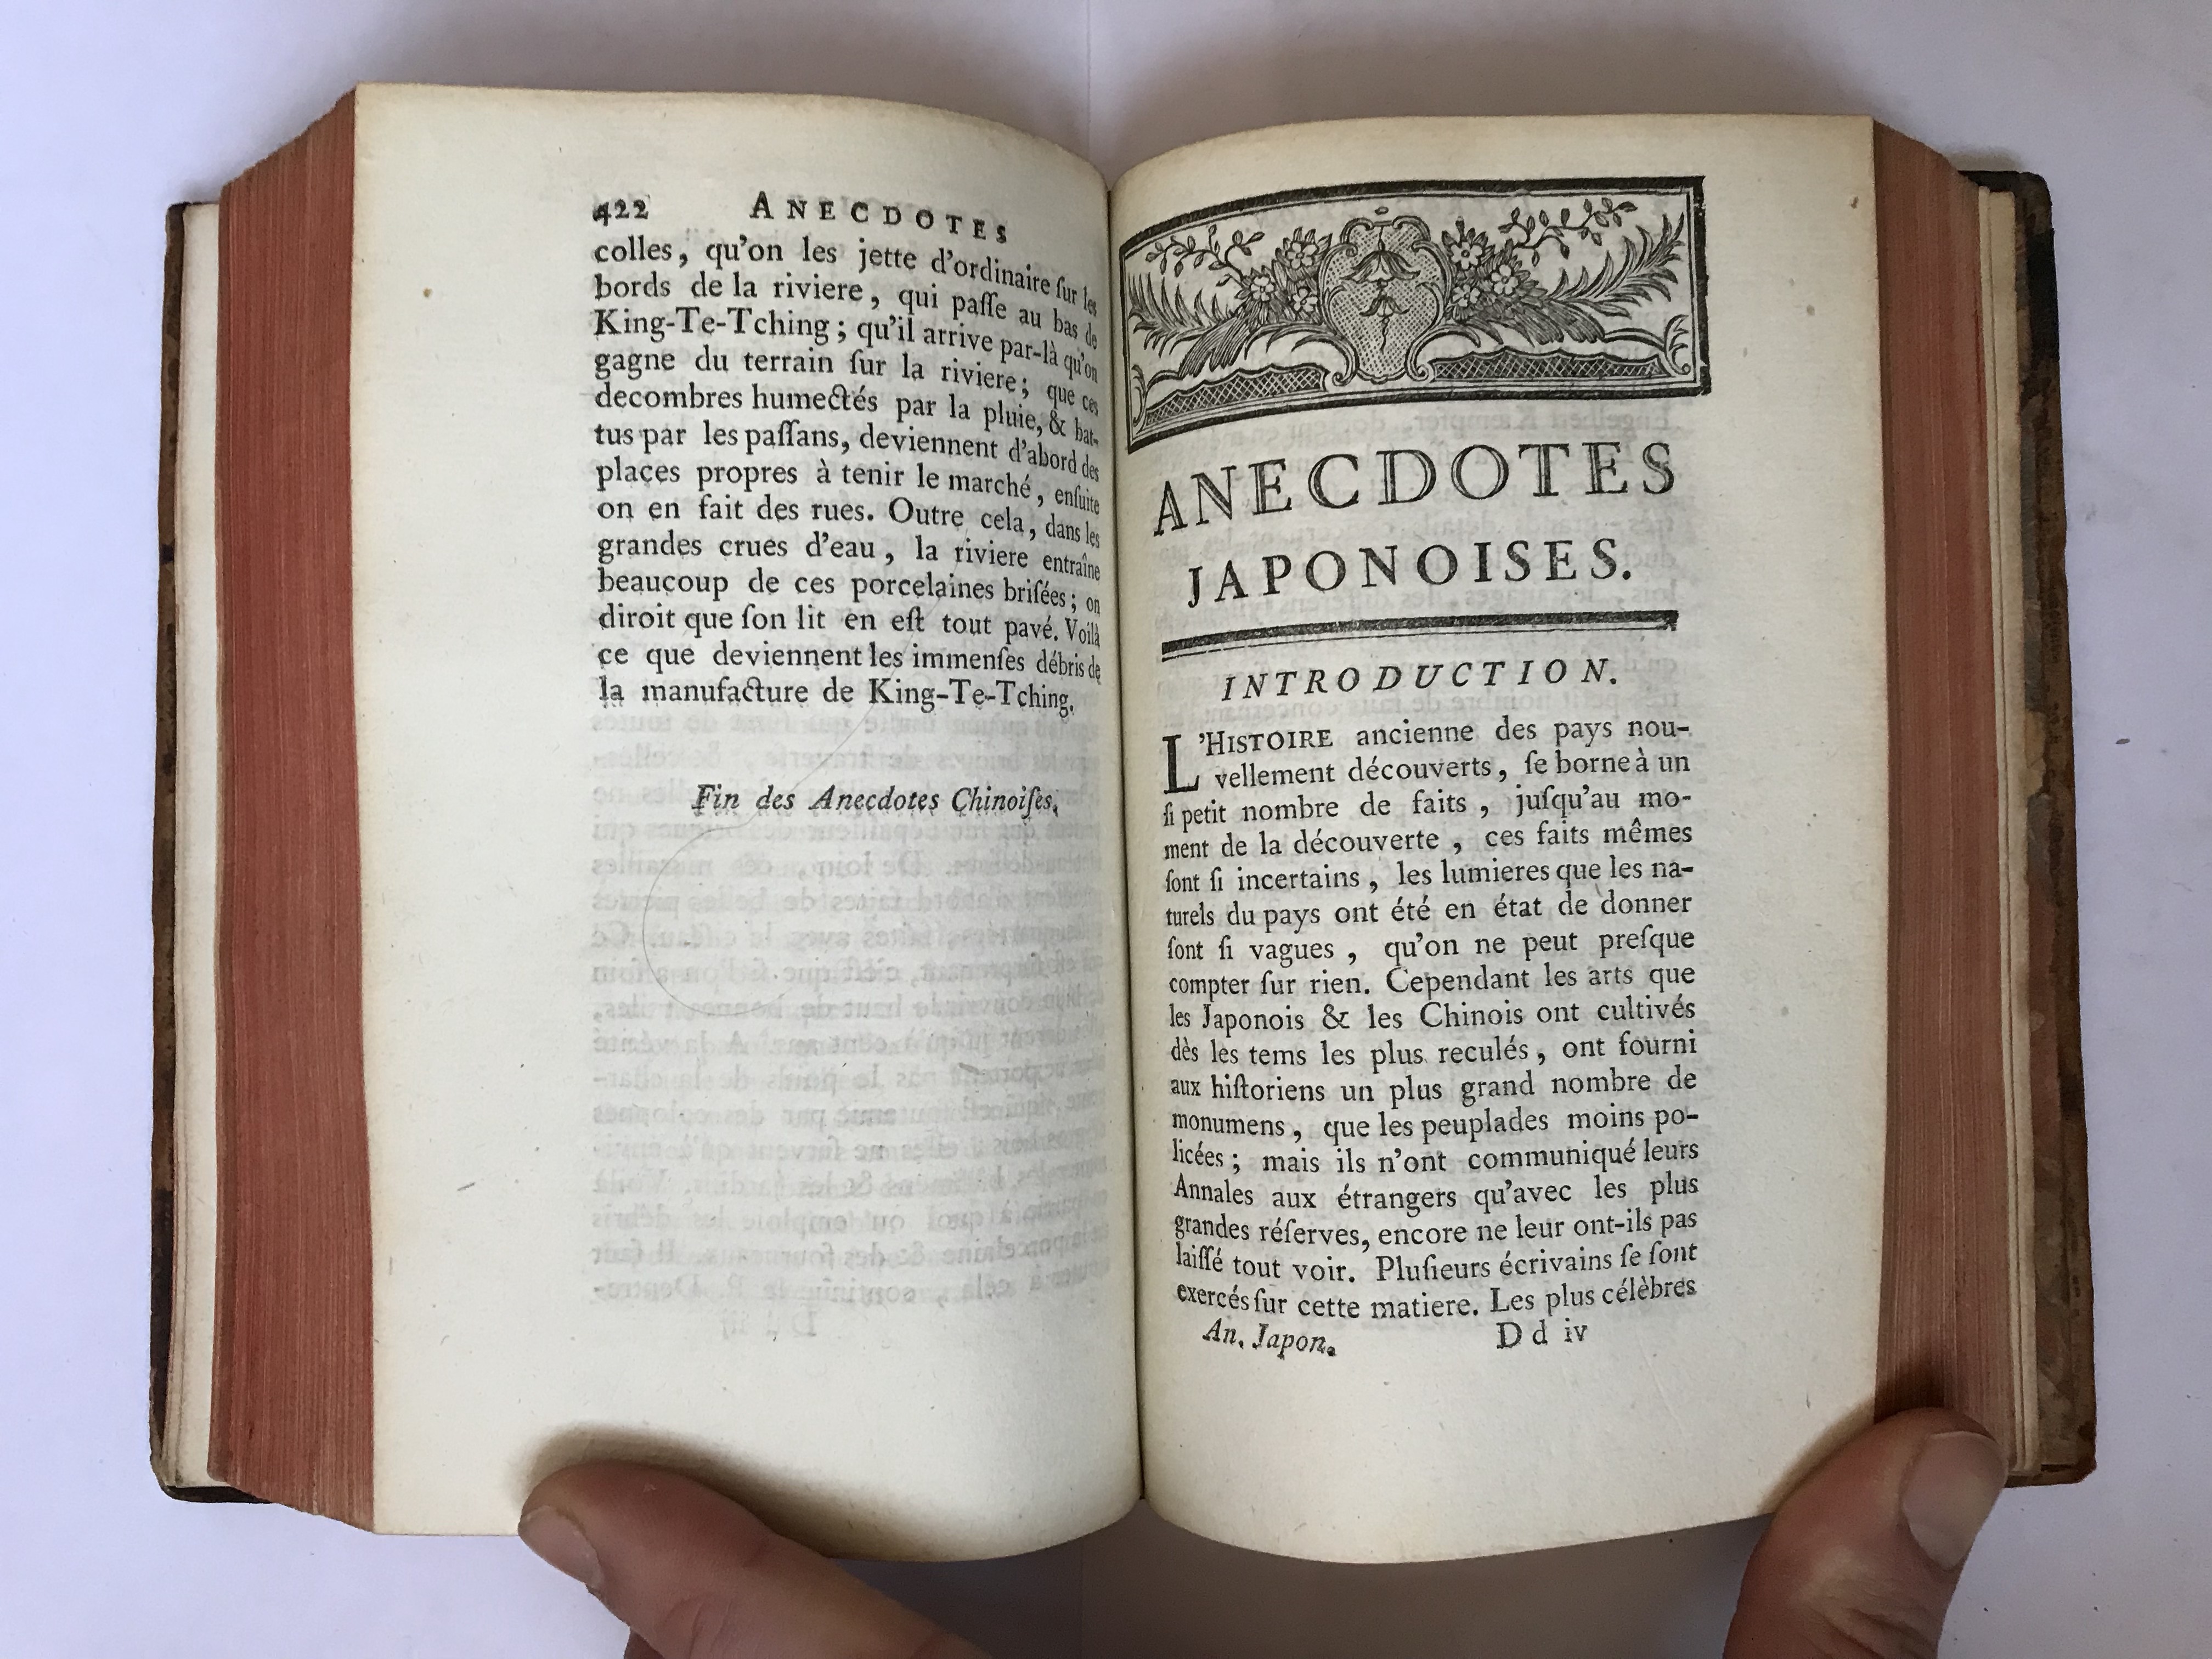 422 ANECDOTES
colles, qu'on les jette d'ordinaire ſur les
bords de la riviere, qui paſſe au bas de
King-Te-Tching; qu'il arrive par-là qu'on
gagne du terrain ſur la riviere; que ces
decombres humectés par la pluie, & bat-
tus par les paſſans, deviennent d'abord des
places propres à tenir le marché, enſuite
on en fait des rues. Outre cela, dans les
grandes crues d'eau, la riviere entraîne
beaucoup de ces porcelaines briſées; on
diroit que ſon lit en eſt tout pavé. Voilà
ce que deviennent les immenſes débris de
la manufacture de King-Te-Tching.
Fin des Anecdotes Chinoiſes.
ANECDOTES
JAPONOISES.
INTRODUCTION.
L'HISTOIRE ancienne des pays nou-
vellement découverts, ſe borne à un
ſi petit nombre de faits, juſqu'au mo-
ment de la découverte, ces faits mêmes
ſont ſi incertains, les lumieres que les na-
turels du pays ont été en état de donner
ſont ſi vagues, qu'on ne peut preſque
compter ſur rien. Cependant les arts que
les Japonois & les Chinois ont cultivés
dès les tems les plus reculés, ont fourni
aux hiſtoriens un plus grand nombre de
monumens, que les peuplades moins po-
licées; mais ils n'ont communiqué leurs
Annales aux étrangers qu'avec les plus
grandes réſerves, encore ne leur ont-ils pas
laiſſé tout voir. Pluſieurs écrivains ſe ſont
exercés ſur cette matiere. Les plus célèbres
An. Japon. D d iv